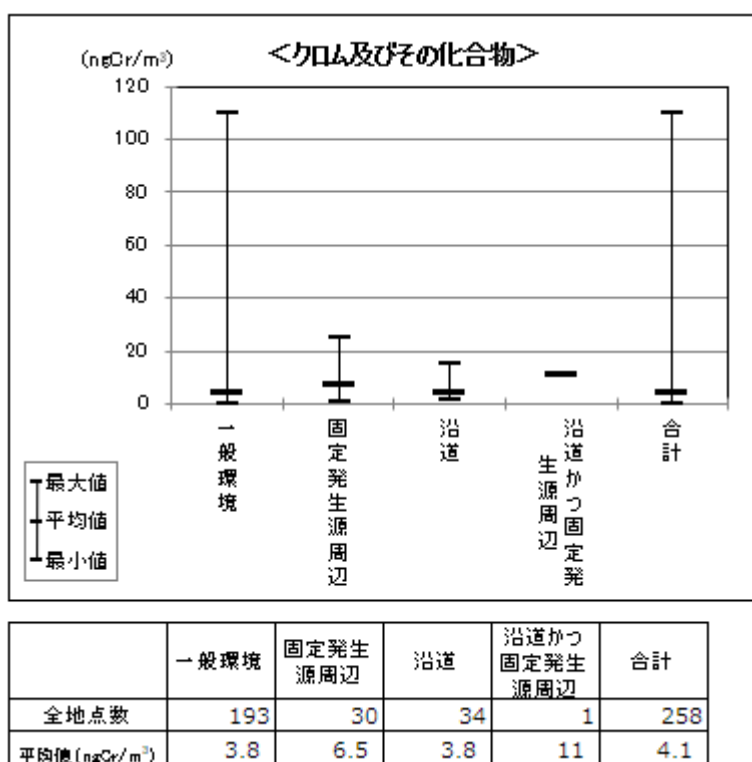 (ngCr/m³)
＜クロム及びその化合物＞
120
100
80
60
40
20
0
一般環境
固定発生源周辺
沿道
沿道かつ固定発
生源周辺
合計
最大値
平均値
最小値
一般環境 固定発生 沿道 沿道かつ 合計
源周辺 固定発生
源周辺
全地点数 193 30 34 1 258
平均値(ngCr/m³) 3.8 6.5 3.8 11 4.1